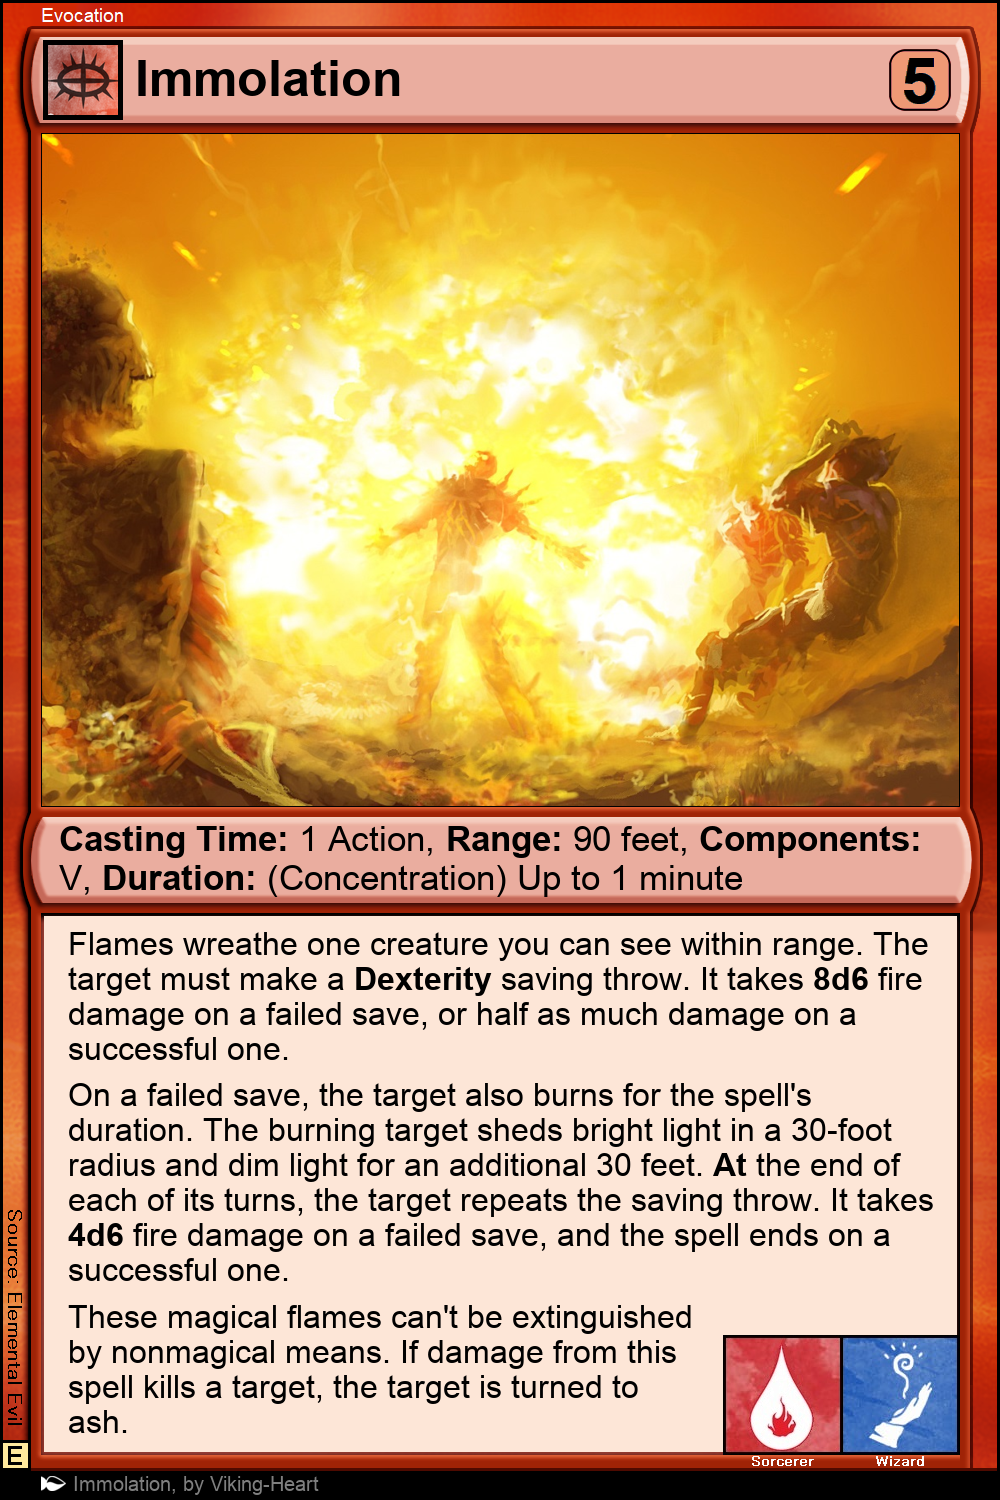 Evocation
Immolation
5
Casting Time: 1 Action, Range: 90 feet, Components:
V, Duration: (Concentration) Up to 1 minute
Flames wreathe one creature you can see within range. The
target must make a Dexterity saving throw. It takes 8d6 fire
damage on a failed save, or half as much damage on a
successful one.
On a failed save, the target also burns for the spell's
duration. The burning target sheds bright light in a 30-foot
radius and dim light for an additional 30 feet. At the end of
each of its turns, the target repeats the saving throw. It takes
4d6 fire damage on a failed save, and the spell ends on a
successful one.
These magical flames can't be extinguished
by nonmagical means. If damage from this
spell kills a target, the target is turned to
ash.
Sorcerer
Wizard
Source: Elemental Evil
E
Immolation, by Viking-Heart